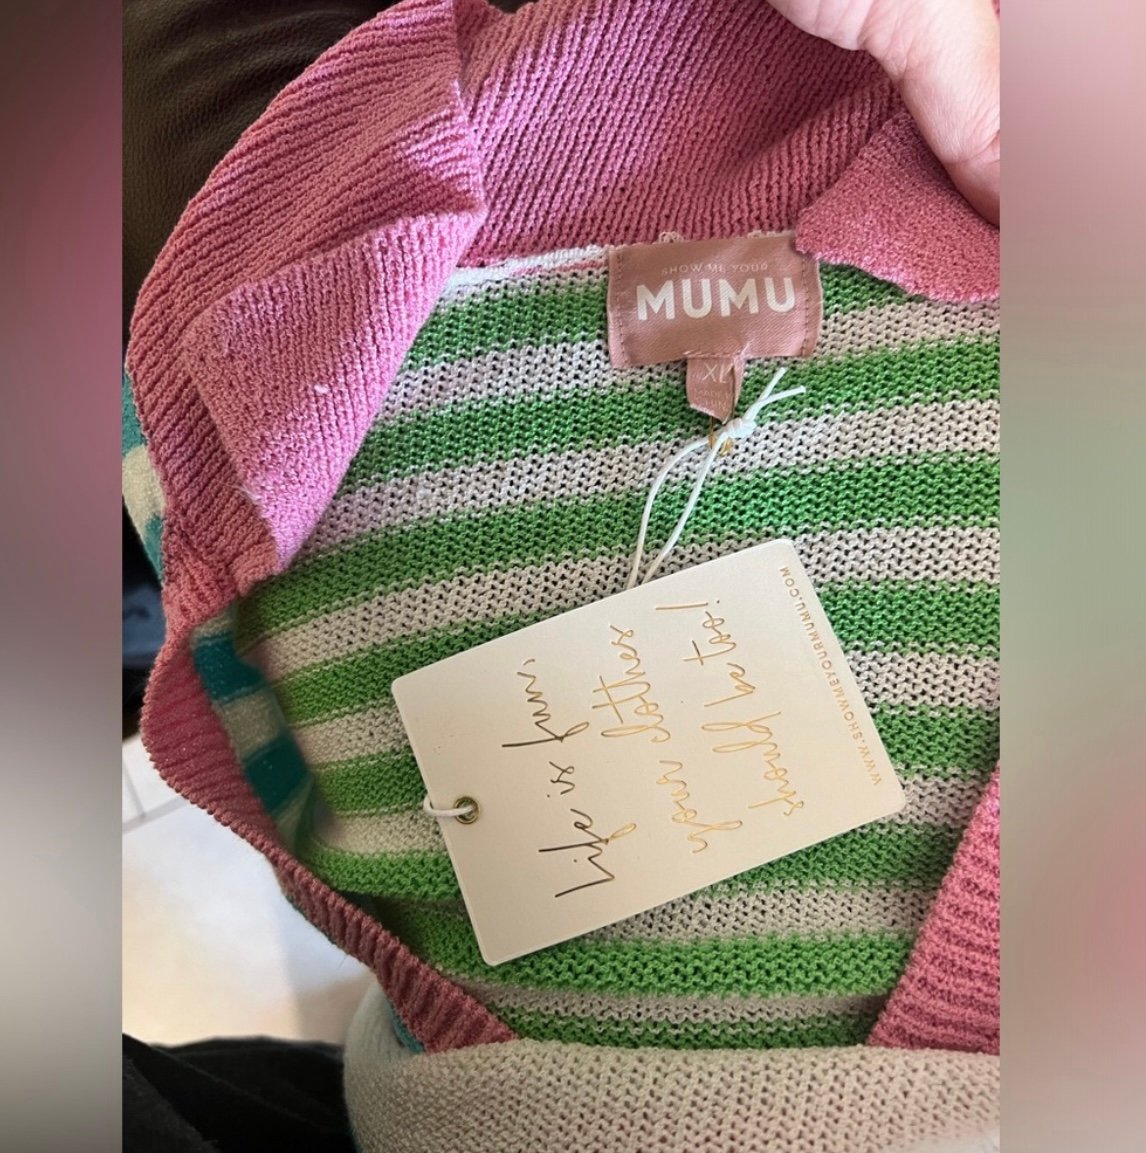 SHOW ME YOUR
MUMU
XL
Life is fun,
your clothes
should be too!
WWW.SHOWMEYOURMUMU.COM